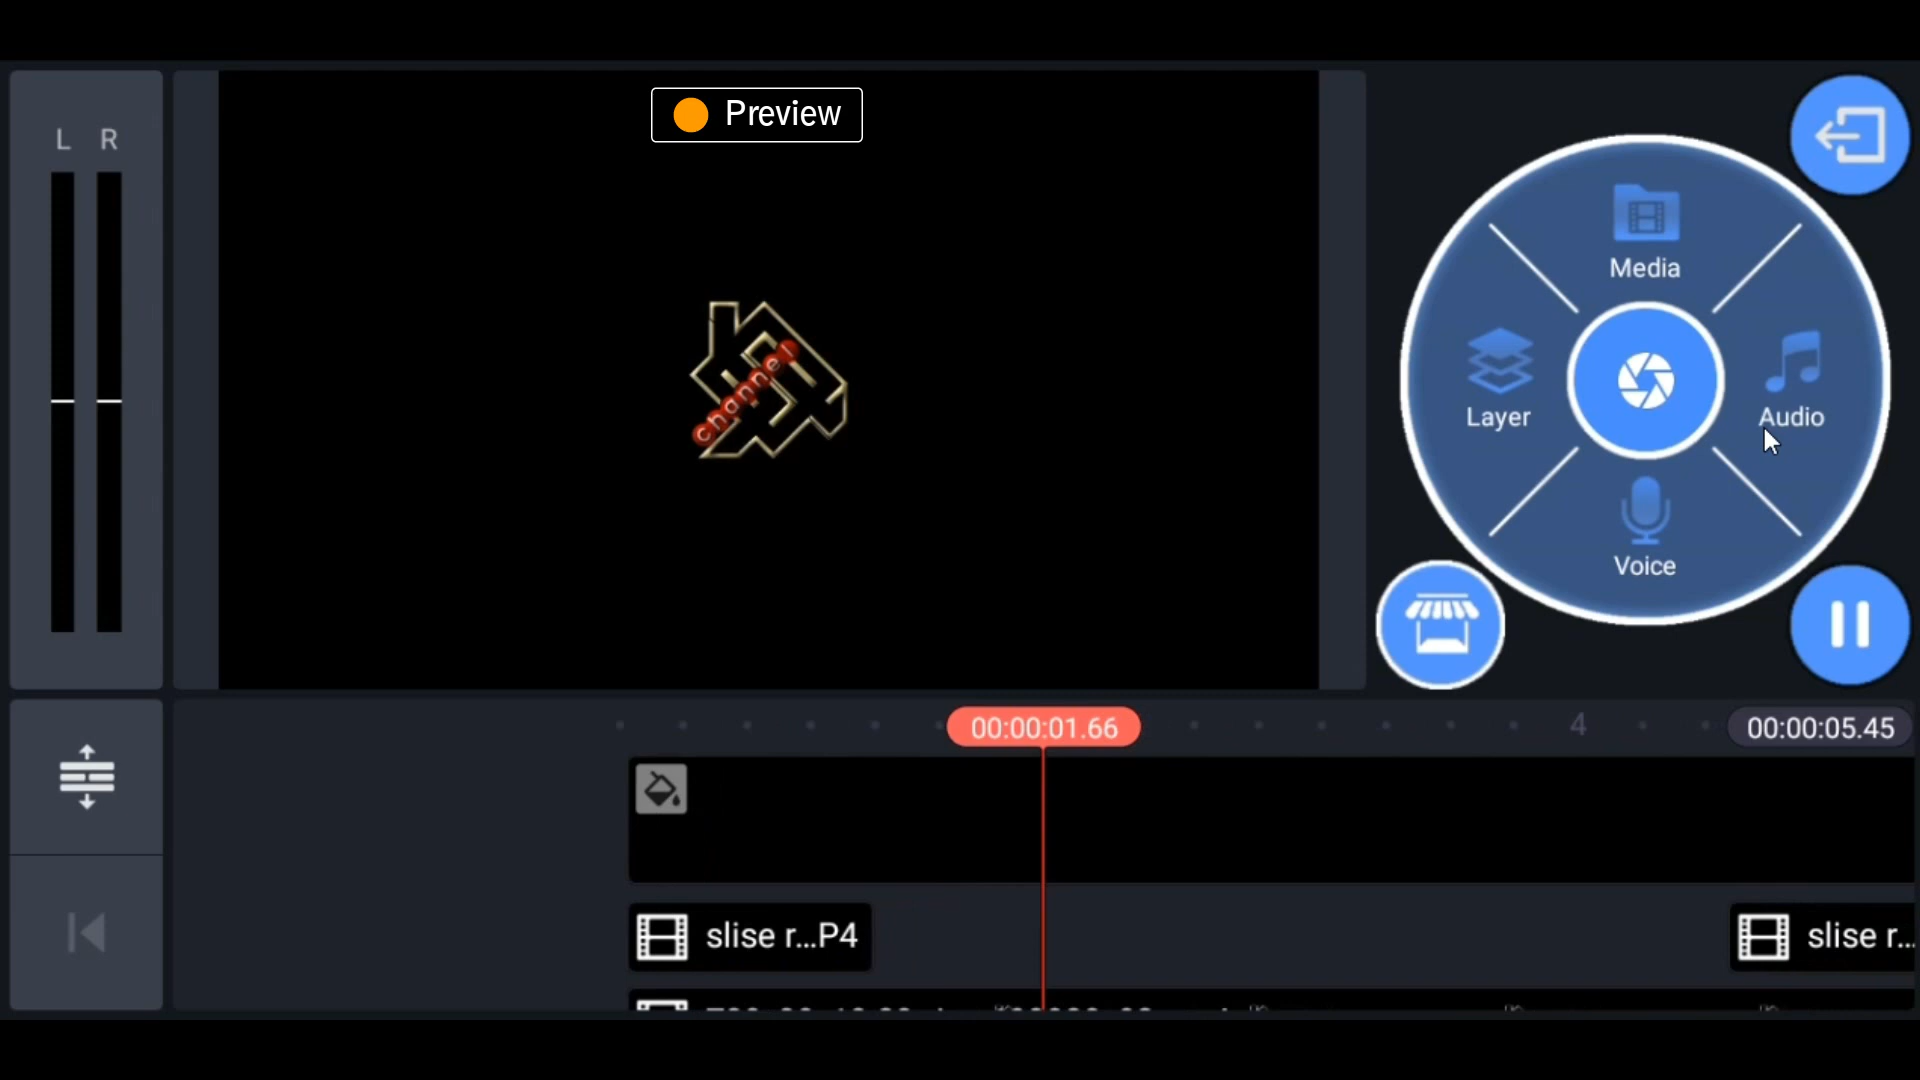 L R
Preview
Media
Layer
Audio
Voice
channel
00:00:01.66
4
00:00:05.45
slise r...P4
slise r...